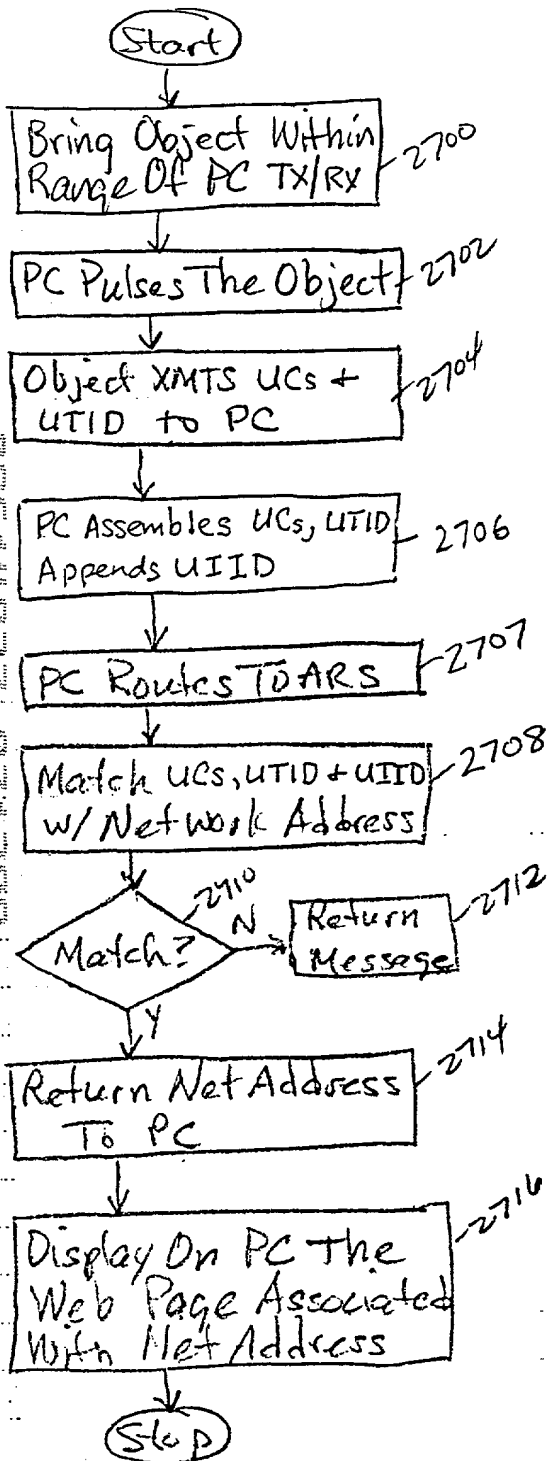 Start
Bring Object Within
Range Of PC TX/RX
2700
PC Pulses The Object
2702
Object XMTS UCs +
UTID to PC
2704
PC Assembles UCs, UTID
Appends UIID
2706
PC Routes To ARS
2707
Match UCs, UTID + UIID
w/ Network Address
2708
2710
Match?
N
Return
Message
2712
Y
Return Net Address
To PC
2714
Display On PC The
Web Page Associated
With Net Address
2716
Stop